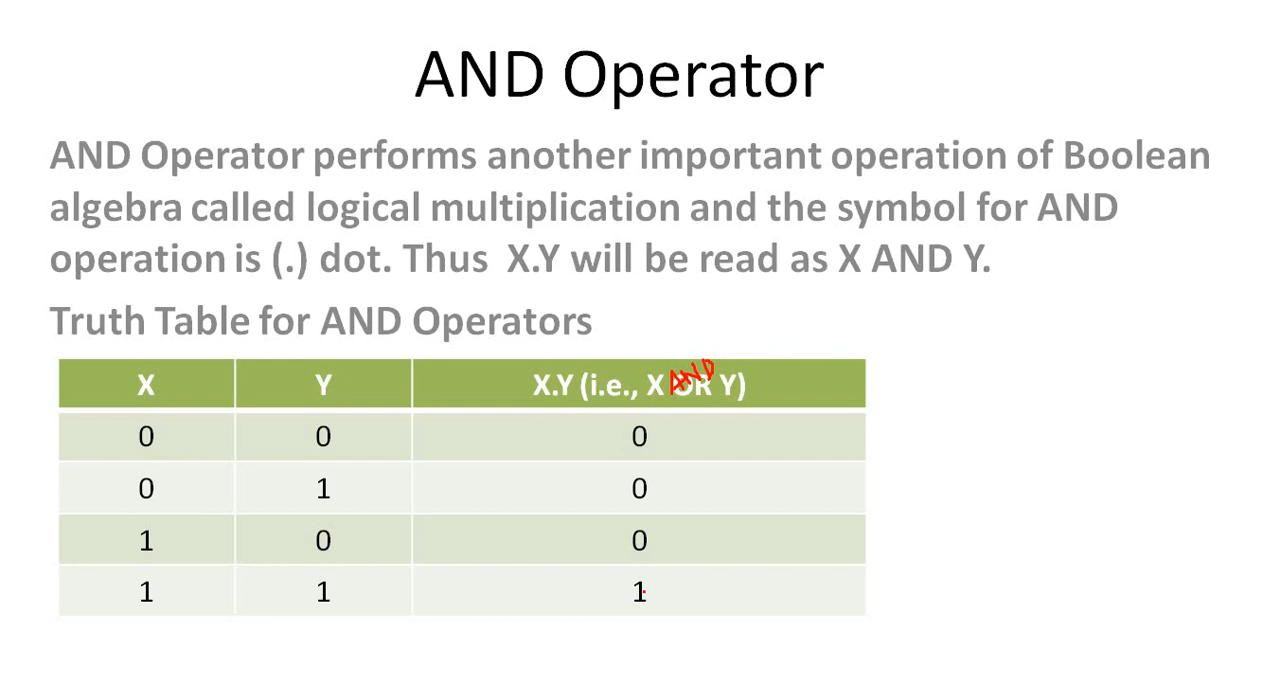 AND Operator
AND Operator performs another important operation of Boolean
algebra called logical multiplication and the symbol for AND
operation is (.) dot. Thus X.Y will be read as X AND Y.
Truth Table for AND Operators
X Y X.Y (i.e., X OR AND Y)
0 0 0
0 1 0
1 0 0
1 1 1